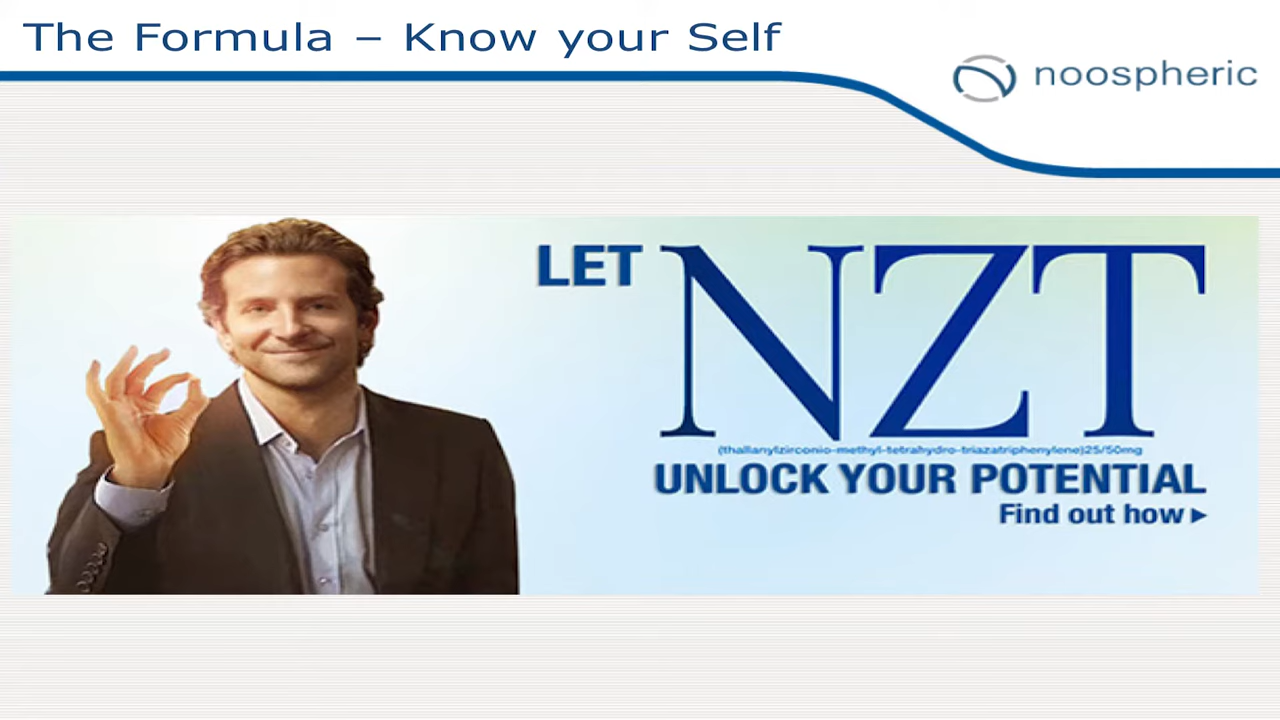 The Formula – Know your Self
noospheric
LET NZT
(thallanylzirconio-methyl-tetrahydro-triazatriphenylene)25/50mg
UNLOCK YOUR POTENTIAL
Find out how ▸